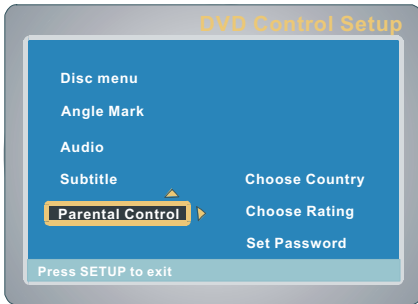 DVD Control Setup
Disc menu
Angle Mark
Audio
Subtitle
Choose Country
Parental Control
Choose Rating
Set Password
Press SETUP to exit